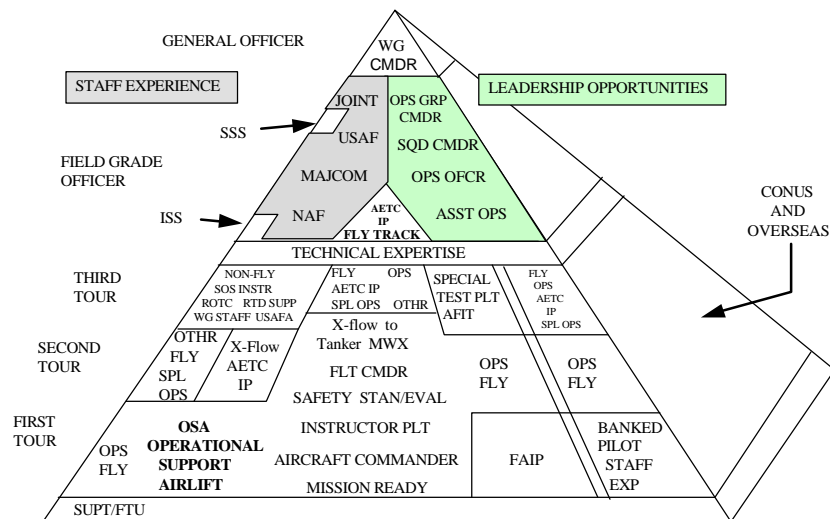 GENERAL OFFICER
WG
CMDR
STAFF EXPERIENCE
LEADERSHIP OPPORTUNITIES
JOINT
OPS GRP
CMDR
SSS
USAF
SQD CMDR
FIELD GRADE
OFFICER
MAJCOM
OPS OFCR
ISS
NAF
AETC
IP
FLY TRACK
ASST OPS
CONUS
AND
OVERSEAS
TECHNICAL EXPERTISE
THIRD
TOUR
NON-FLY
SOS INSTR
ROTC RTD SUPP
WG STAFF USAFA
FLY OPS
AETC IP
SPL OPS OTHR
SPECIAL
TEST PLT
AFIT
FLY
OPS
AETC
IP
SPL OPS
SECOND
TOUR
OTHR
FLY
SPL
OPS
X-Flow
AETC
IP
X-flow to
Tanker MWX
FLT CMDR
SAFETY STAN/EVAL
OPS
FLY
OPS
FLY
FIRST
TOUR
OPS
FLY
OSA
OPERATIONAL
SUPPORT
AIRLIFT
INSTRUCTOR PLT
AIRCRAFT COMMANDER
MISSION READY
FAIP
BANKED
PILOT
STAFF
EXP
SUPT/FTU